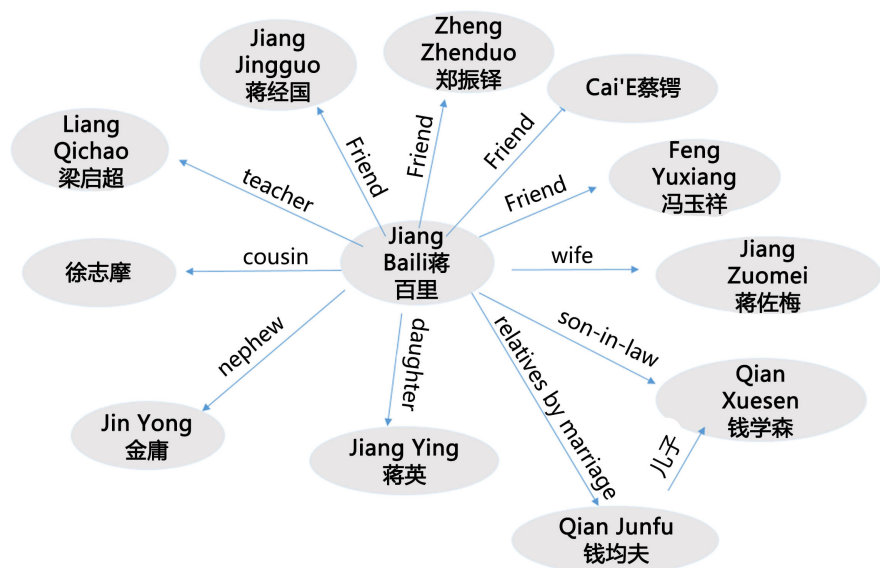 Jiang
Jingguo
蒋经国
Zheng
Zhenduo
郑振铎
Cai'E蔡锷
Liang
Qichao
梁启超
Feng
Yuxiang
冯玉祥
Friend
Friend
Friend
Friend
teacher
Jiang
Baili蒋
百里
徐志摩
cousin
wife
Jiang
Zuomei
蒋佐梅
nephew
daughter
relatives by marriage
son-in-law
Qian
Xuesen
钱学森
Jin Yong
金庸
Jiang Ying
蒋英
儿子
Qian Junfu
钱均夫